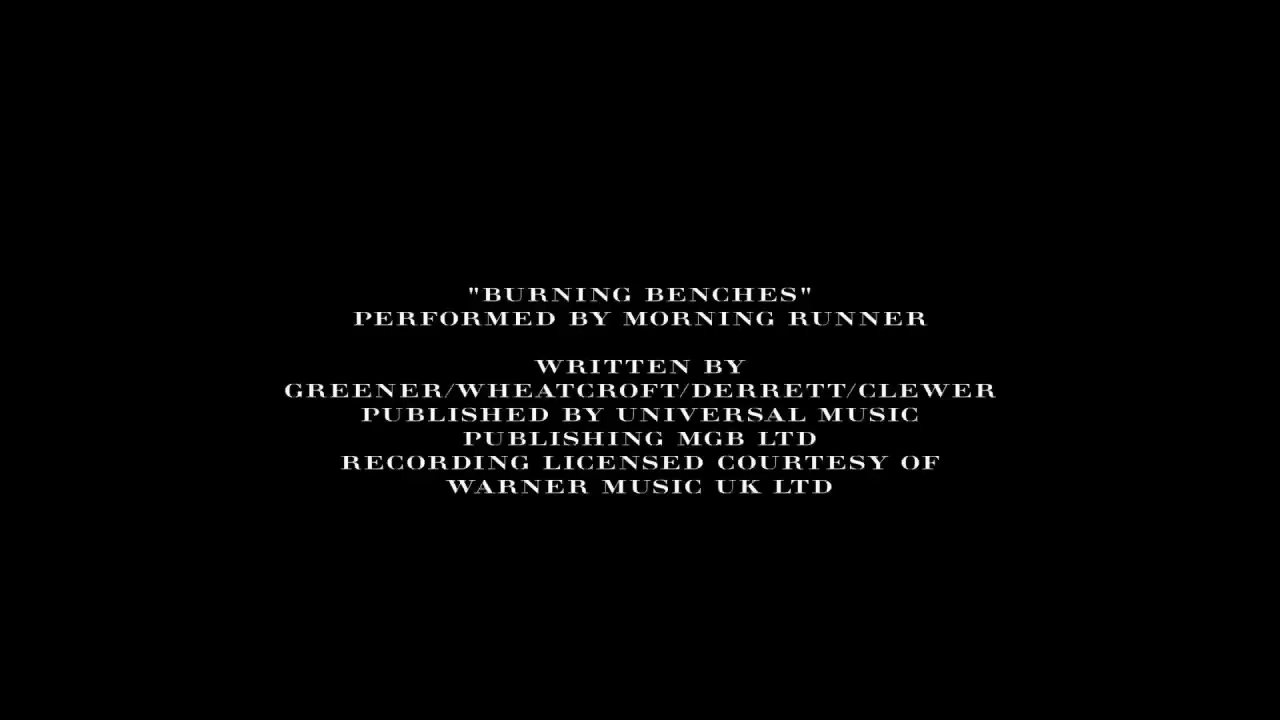 "BURNING BENCHES"
PERFORMED BY MORNING RUNNER
WRITTEN BY
GREENER/WHEATCROFT/DERRETT/CLEWER
PUBLISHED BY UNIVERSAL MUSIC
PUBLISHING MGB LTD
RECORDING LICENSED COURTESY OF
WARNER MUSIC UK LTD